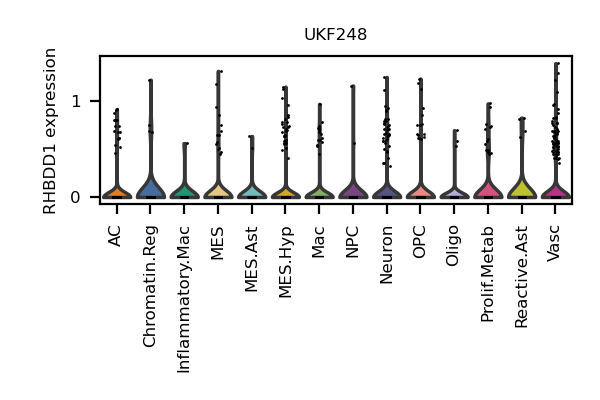 UKF248
RHBDD1 expression
1
0
AC
Chromatin.Reg
Inflammatory.Mac
MES
MES.Ast
MES.Hyp
Mac
NPC
Neuron
OPC
Oligo
Prolif.Metab
Reactive.Ast
Vasc